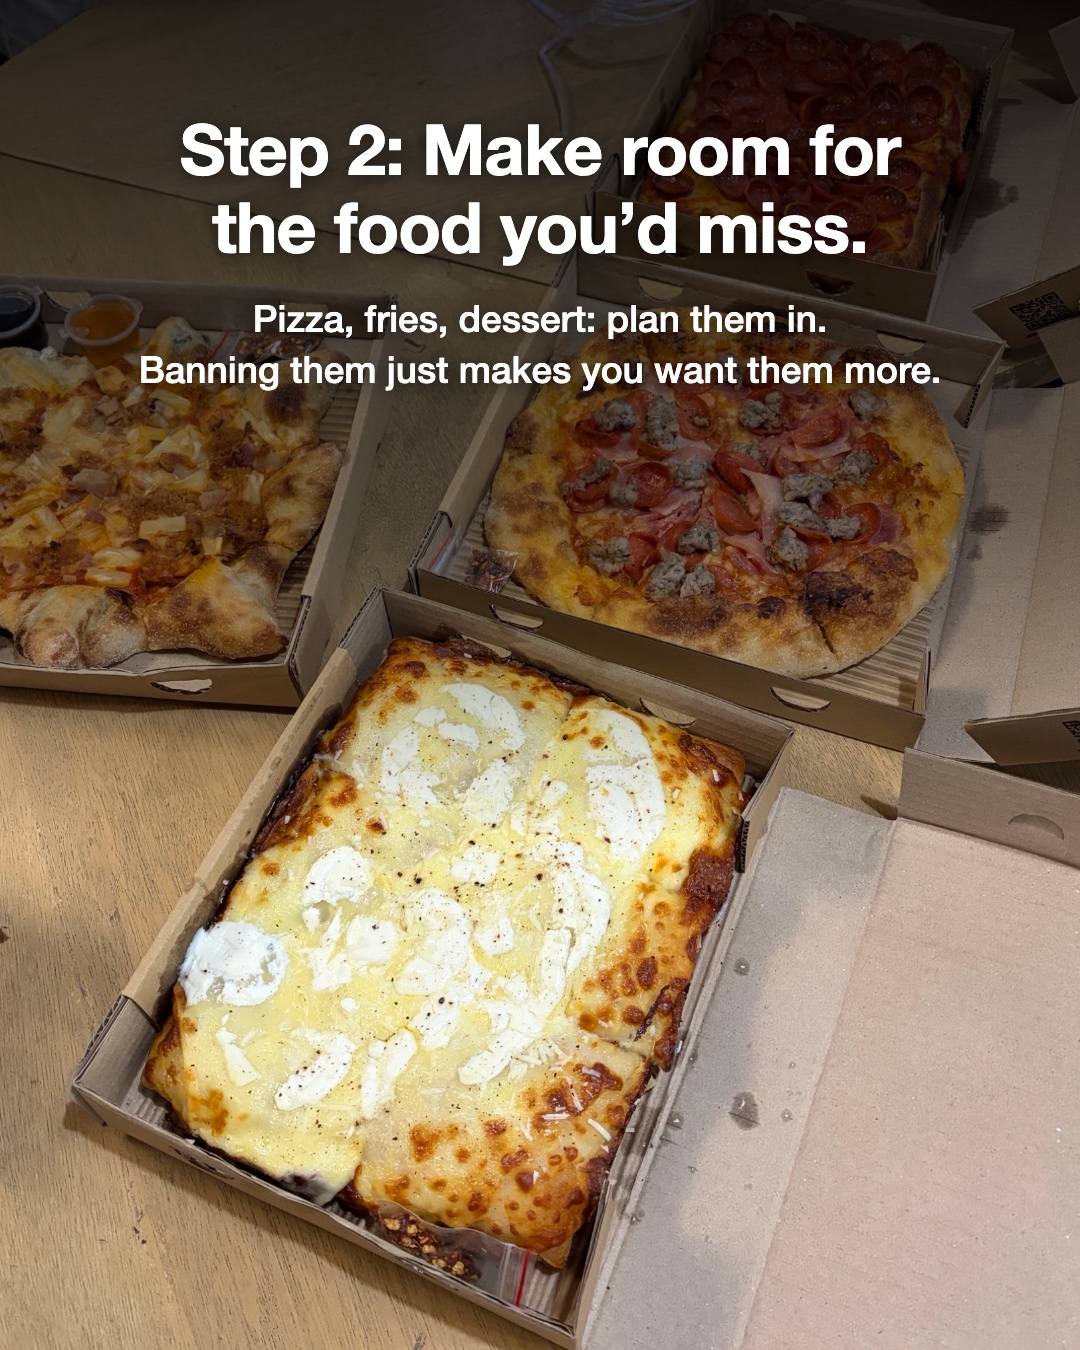 Step 2: Make room for
the food you’d miss.
Pizza, fries, dessert: plan them in.
Banning them just makes you want them more.